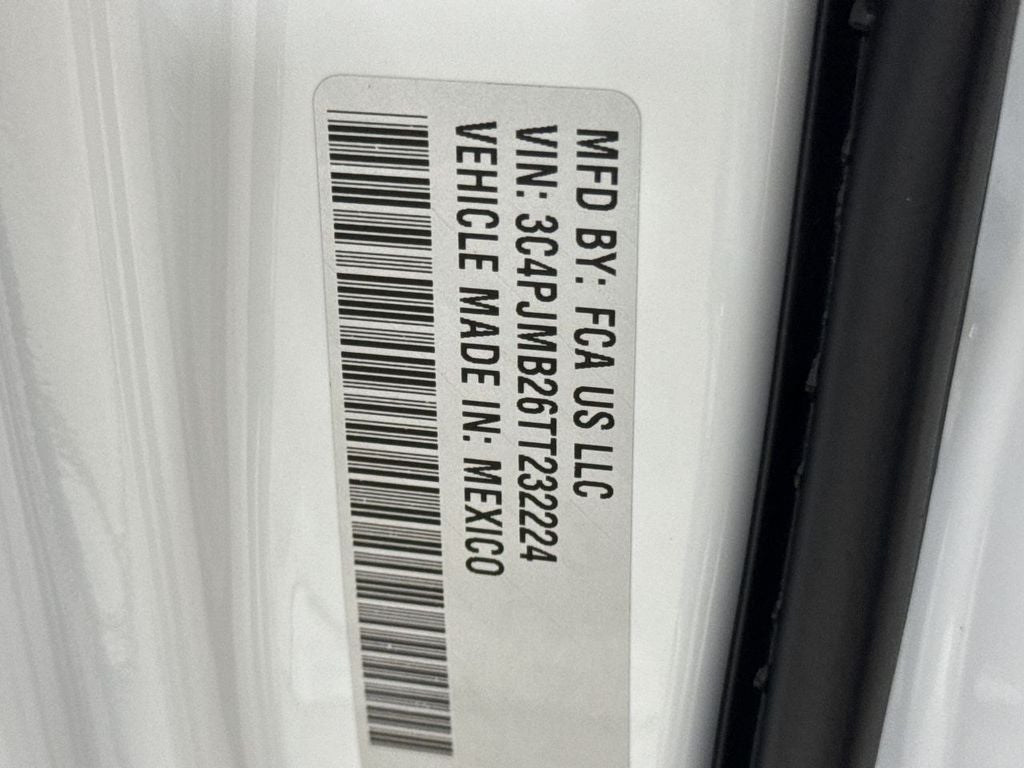 MFD BY: FCA US LLC
VIN: 3C4PJMB26TT232224
VEHICLE MADE IN: MEXICO